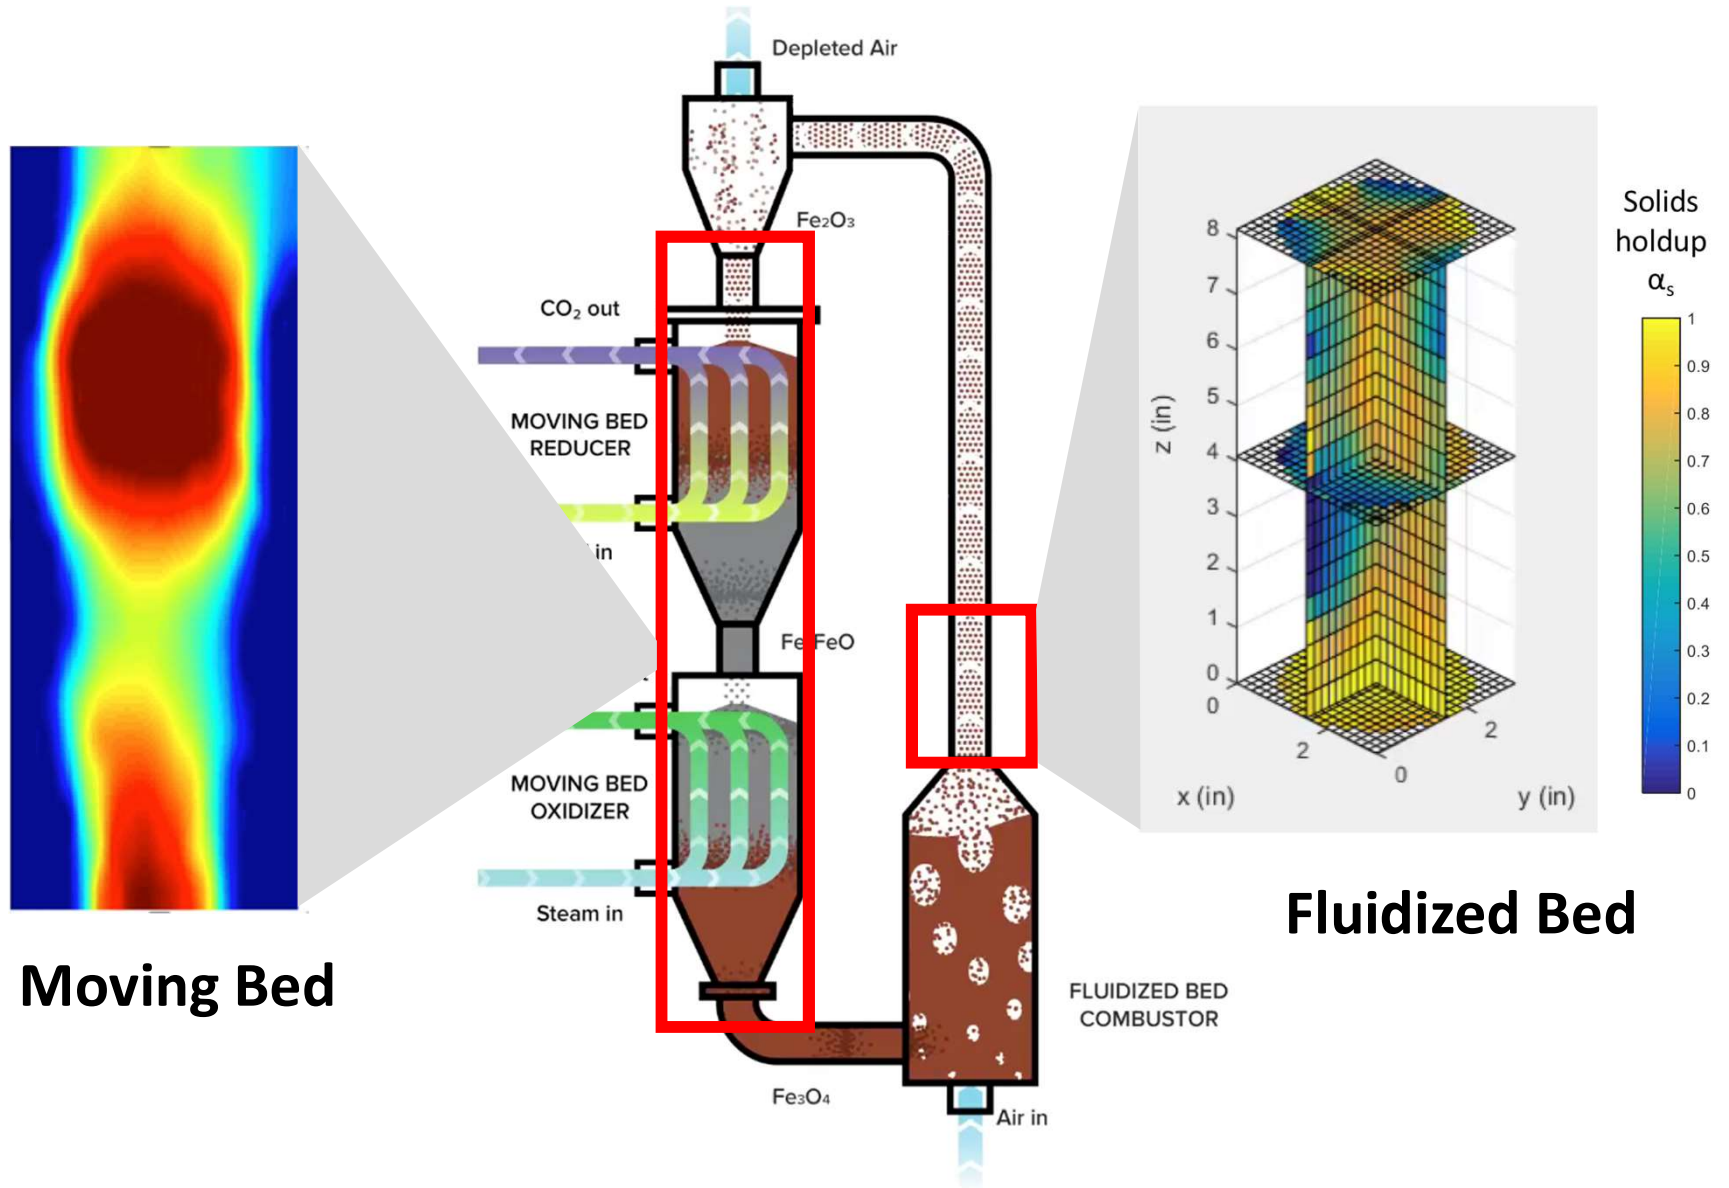 Depleted Air
Fe₂O₃
CO₂ out
MOVING BED
REDUCER
in
Fe FeO
MOVING BED
OXIDIZER
Steam in
Fe₃O₄
Air in
FLUIDIZED BED
COMBUSTOR
Moving Bed
8
7
6
5
4
3
2
1
0
z (in)
0
2
x (in)
0
2
y (in)
Solids
holdup
αs
1
0.9
0.8
0.7
0.6
0.5
0.4
0.3
0.2
0.1
0
Fluidized Bed